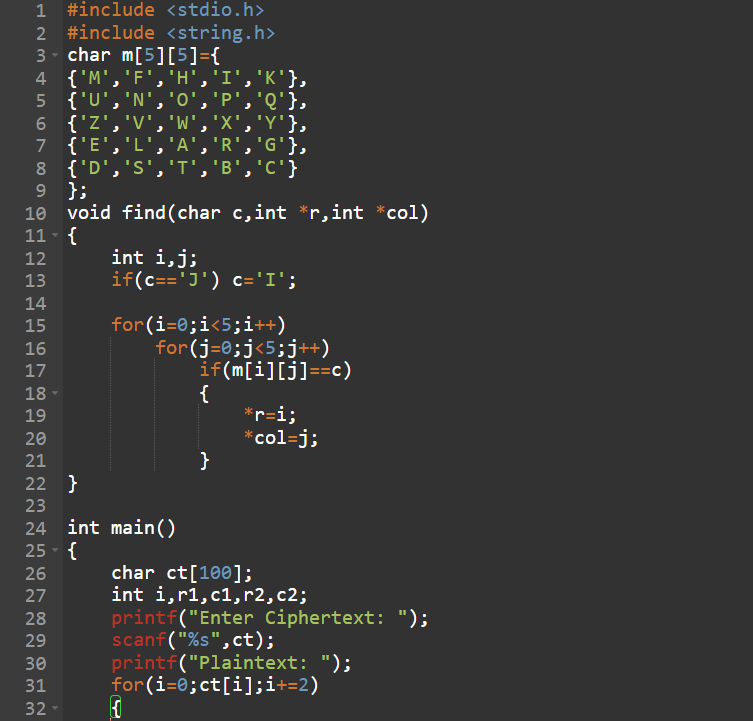 1 #include <stdio.h>
2 #include <string.h>
3 char m[5][5]={
4 {'M','F','H','I','K'},
5 {'U','N','O','P','Q'},
6 {'Z','V','W','X','Y'},
7 {'E','L','A','R','G'},
8 {'D','S','T','B','C'}
9 };
10 void find(char c,int *r,int *col)
11 {
12     int i,j;
13     if(c=='J') c='I';
14
15     for(i=0;i<5;i++)
16         for(j=0;j<5;j++)
17             if(m[i][j]==c)
18             {
19                 *r=i;
20                 *col=j;
21             }
22 }
23
24 int main()
25 {
26     char ct[100];
27     int i,r1,c1,r2,c2;
28     printf("Enter Ciphertext: ");
29     scanf("%s",ct);
30     printf("Plaintext: ");
31     for(i=0;ct[i];i+=2)
32     {